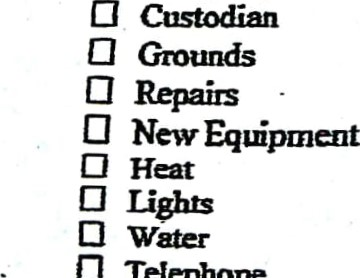 ☐ Custodian
☐ Grounds
☐ Repairs
☐ New Equipment
☐ Heat
☐ Lights
☐ Water
☐ Telephone